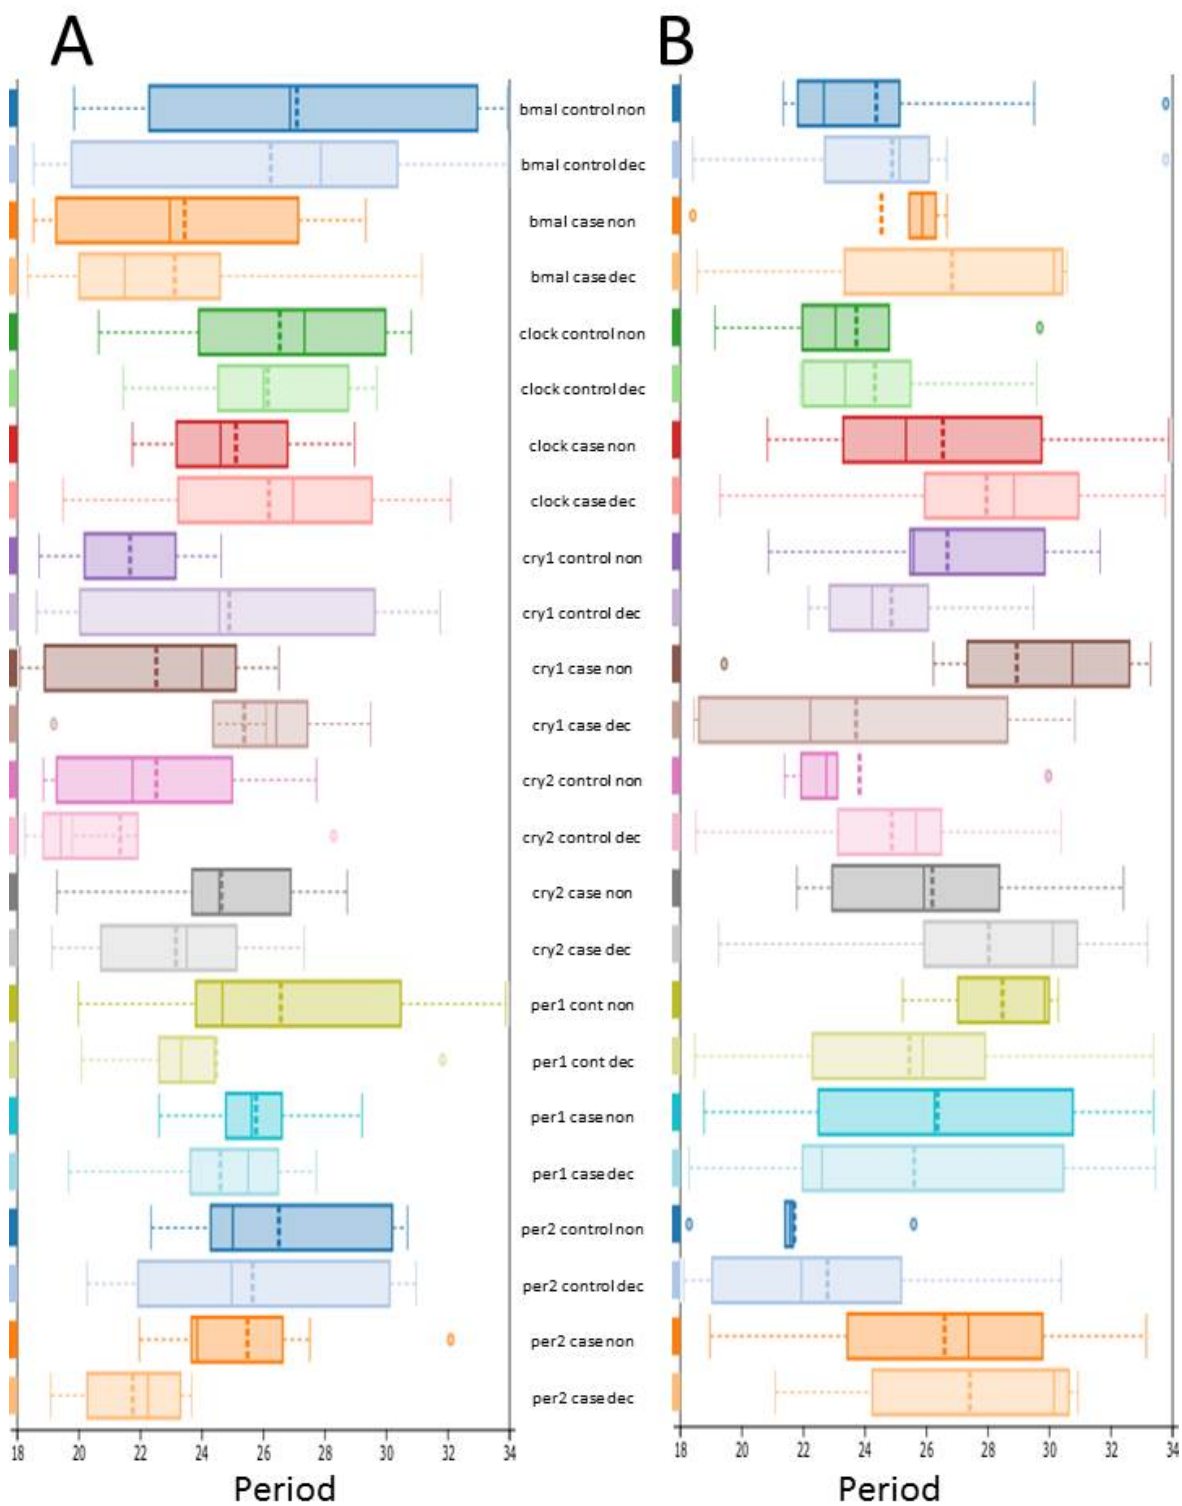 A B
bmal control non
bmal control dec
bmal case non
bmal case dec
clock control non
clock control dec
clock case non
clock case dec
cry1 control non
cry1 control dec
cry1 case non
cry1 case dec
cry2 control non
cry2 control dec
cry2 case non
cry2 case dec
per1 cont non
per1 cont dec
per1 case non
per1 case dec
per2 control non
per2 control dec
per2 case non
per2 case dec
18 20 22 24 26 28 30 32 34 18 20 22 24 26 28 30 32 34
Period Period